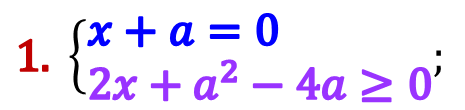 1. { x + a = 0
2x + a² − 4a ≥ 0 ;